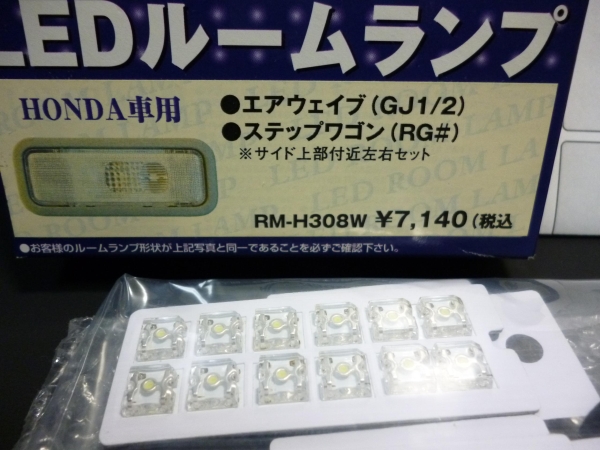 LEDルームランプ
HONDA車用
●エアウェイブ(GJ1/2)
●ステップワゴン(RG#)
※サイド上部付近左右セット
LED ROOM LAMP
RM-H308W ¥7,140(税込
●お客様のルームランプ形状が上記写真と同一であることを必ずご確認下さい。